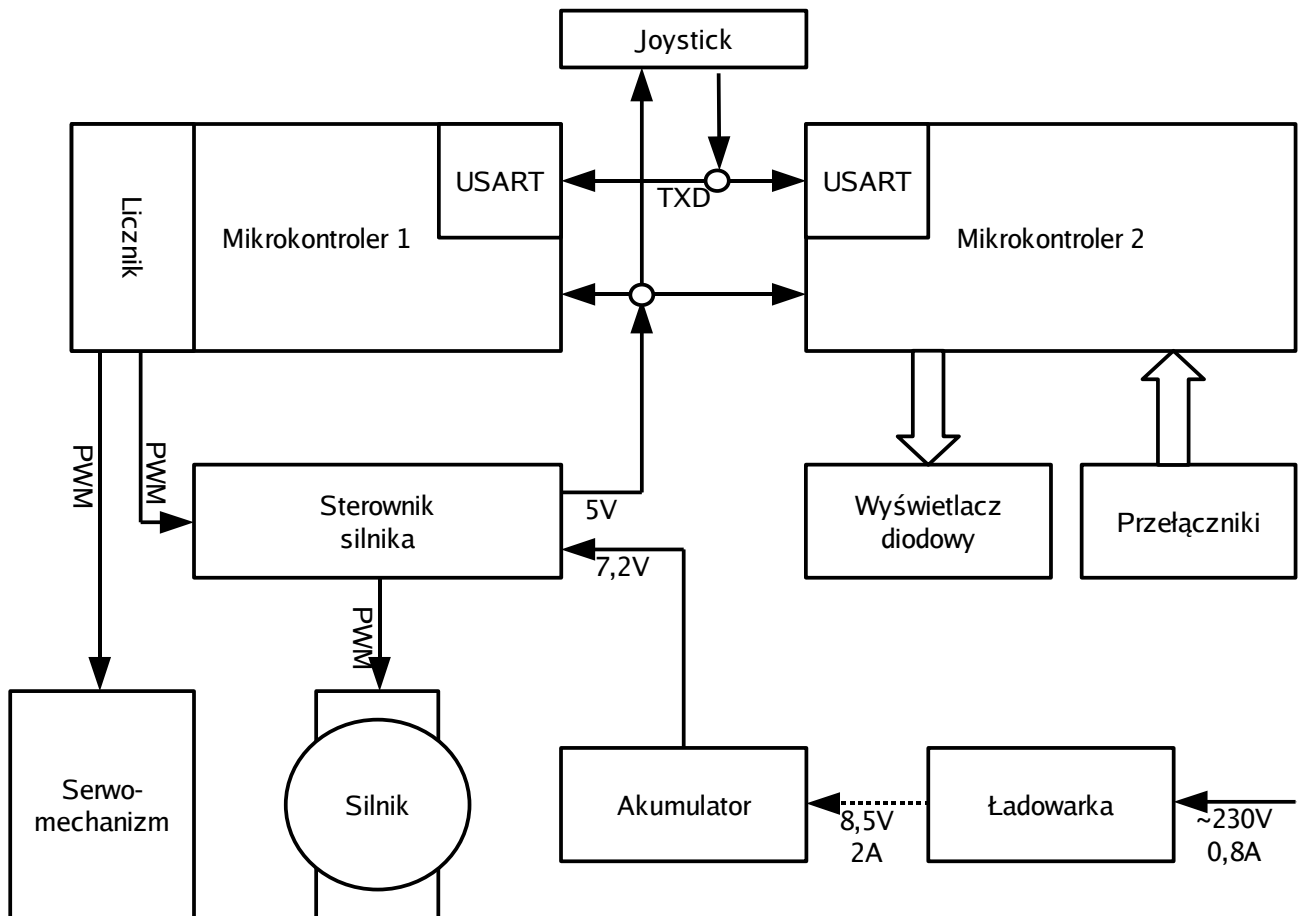 Joystick
USART
TXD
USART
Licznik
Mikrokontroler 1
Mikrokontroler 2
PWM
PWM
Sterownik
silnika
5V
7,2V
Wyświetlacz
diodowy
Przełączniki
PWM
Serwo-
mechanizm
Silnik
Akumulator
8,5V
2A
Ładowarka
~230V
0,8A